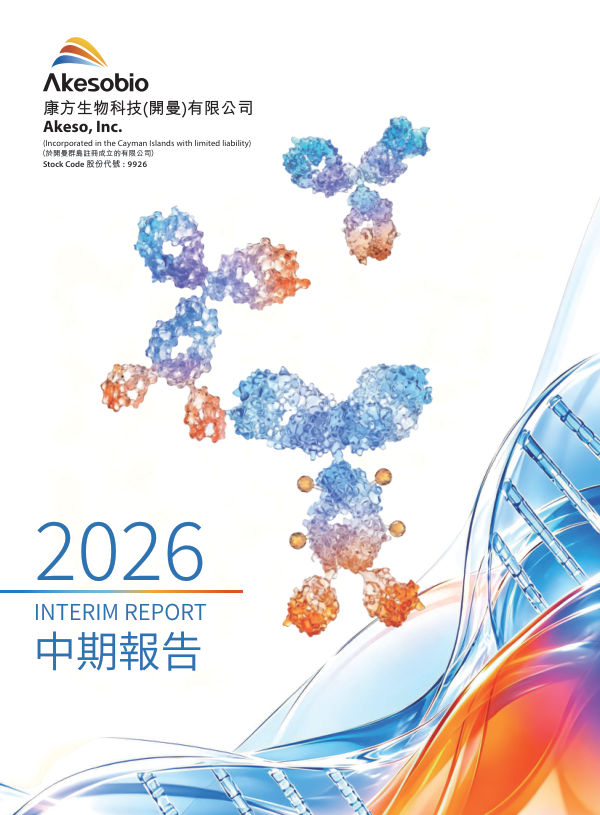 Akesobio
康方生物科技(開曼)有限公司
Akeso, Inc.
(Incorporated in the Cayman Islands with limited liability)
(於開曼群島註冊成立的有限公司)
Stock Code 股份代號 : 9926
2026
INTERIM REPORT
中期報告